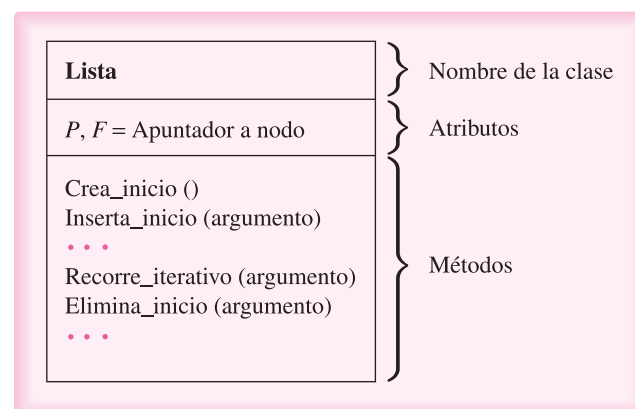 Lista
Nombre de la clase
P, F = Apuntador a nodo
Atributos
Crea_inicio ()
Inserta_inicio (argumento)
• • •
Recorre_iterativo (argumento)
Métodos
Elimina_inicio (argumento)
• • •